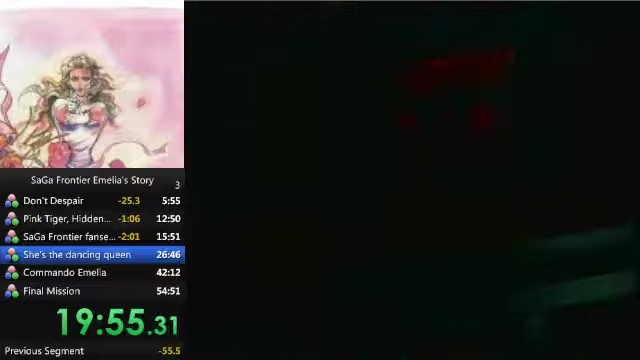 SaGa Frontier Emelia's Story
3
Don't Despair -25.3 5:55
Pink Tiger, Hidden... -1:06 12:50
SaGa Frontier fanse... -2:01 15:51
She's the dancing queen 26:46
Commando Emelia 42:12
Final Mission 54:51
19:55.31
Previous Segment -55.5